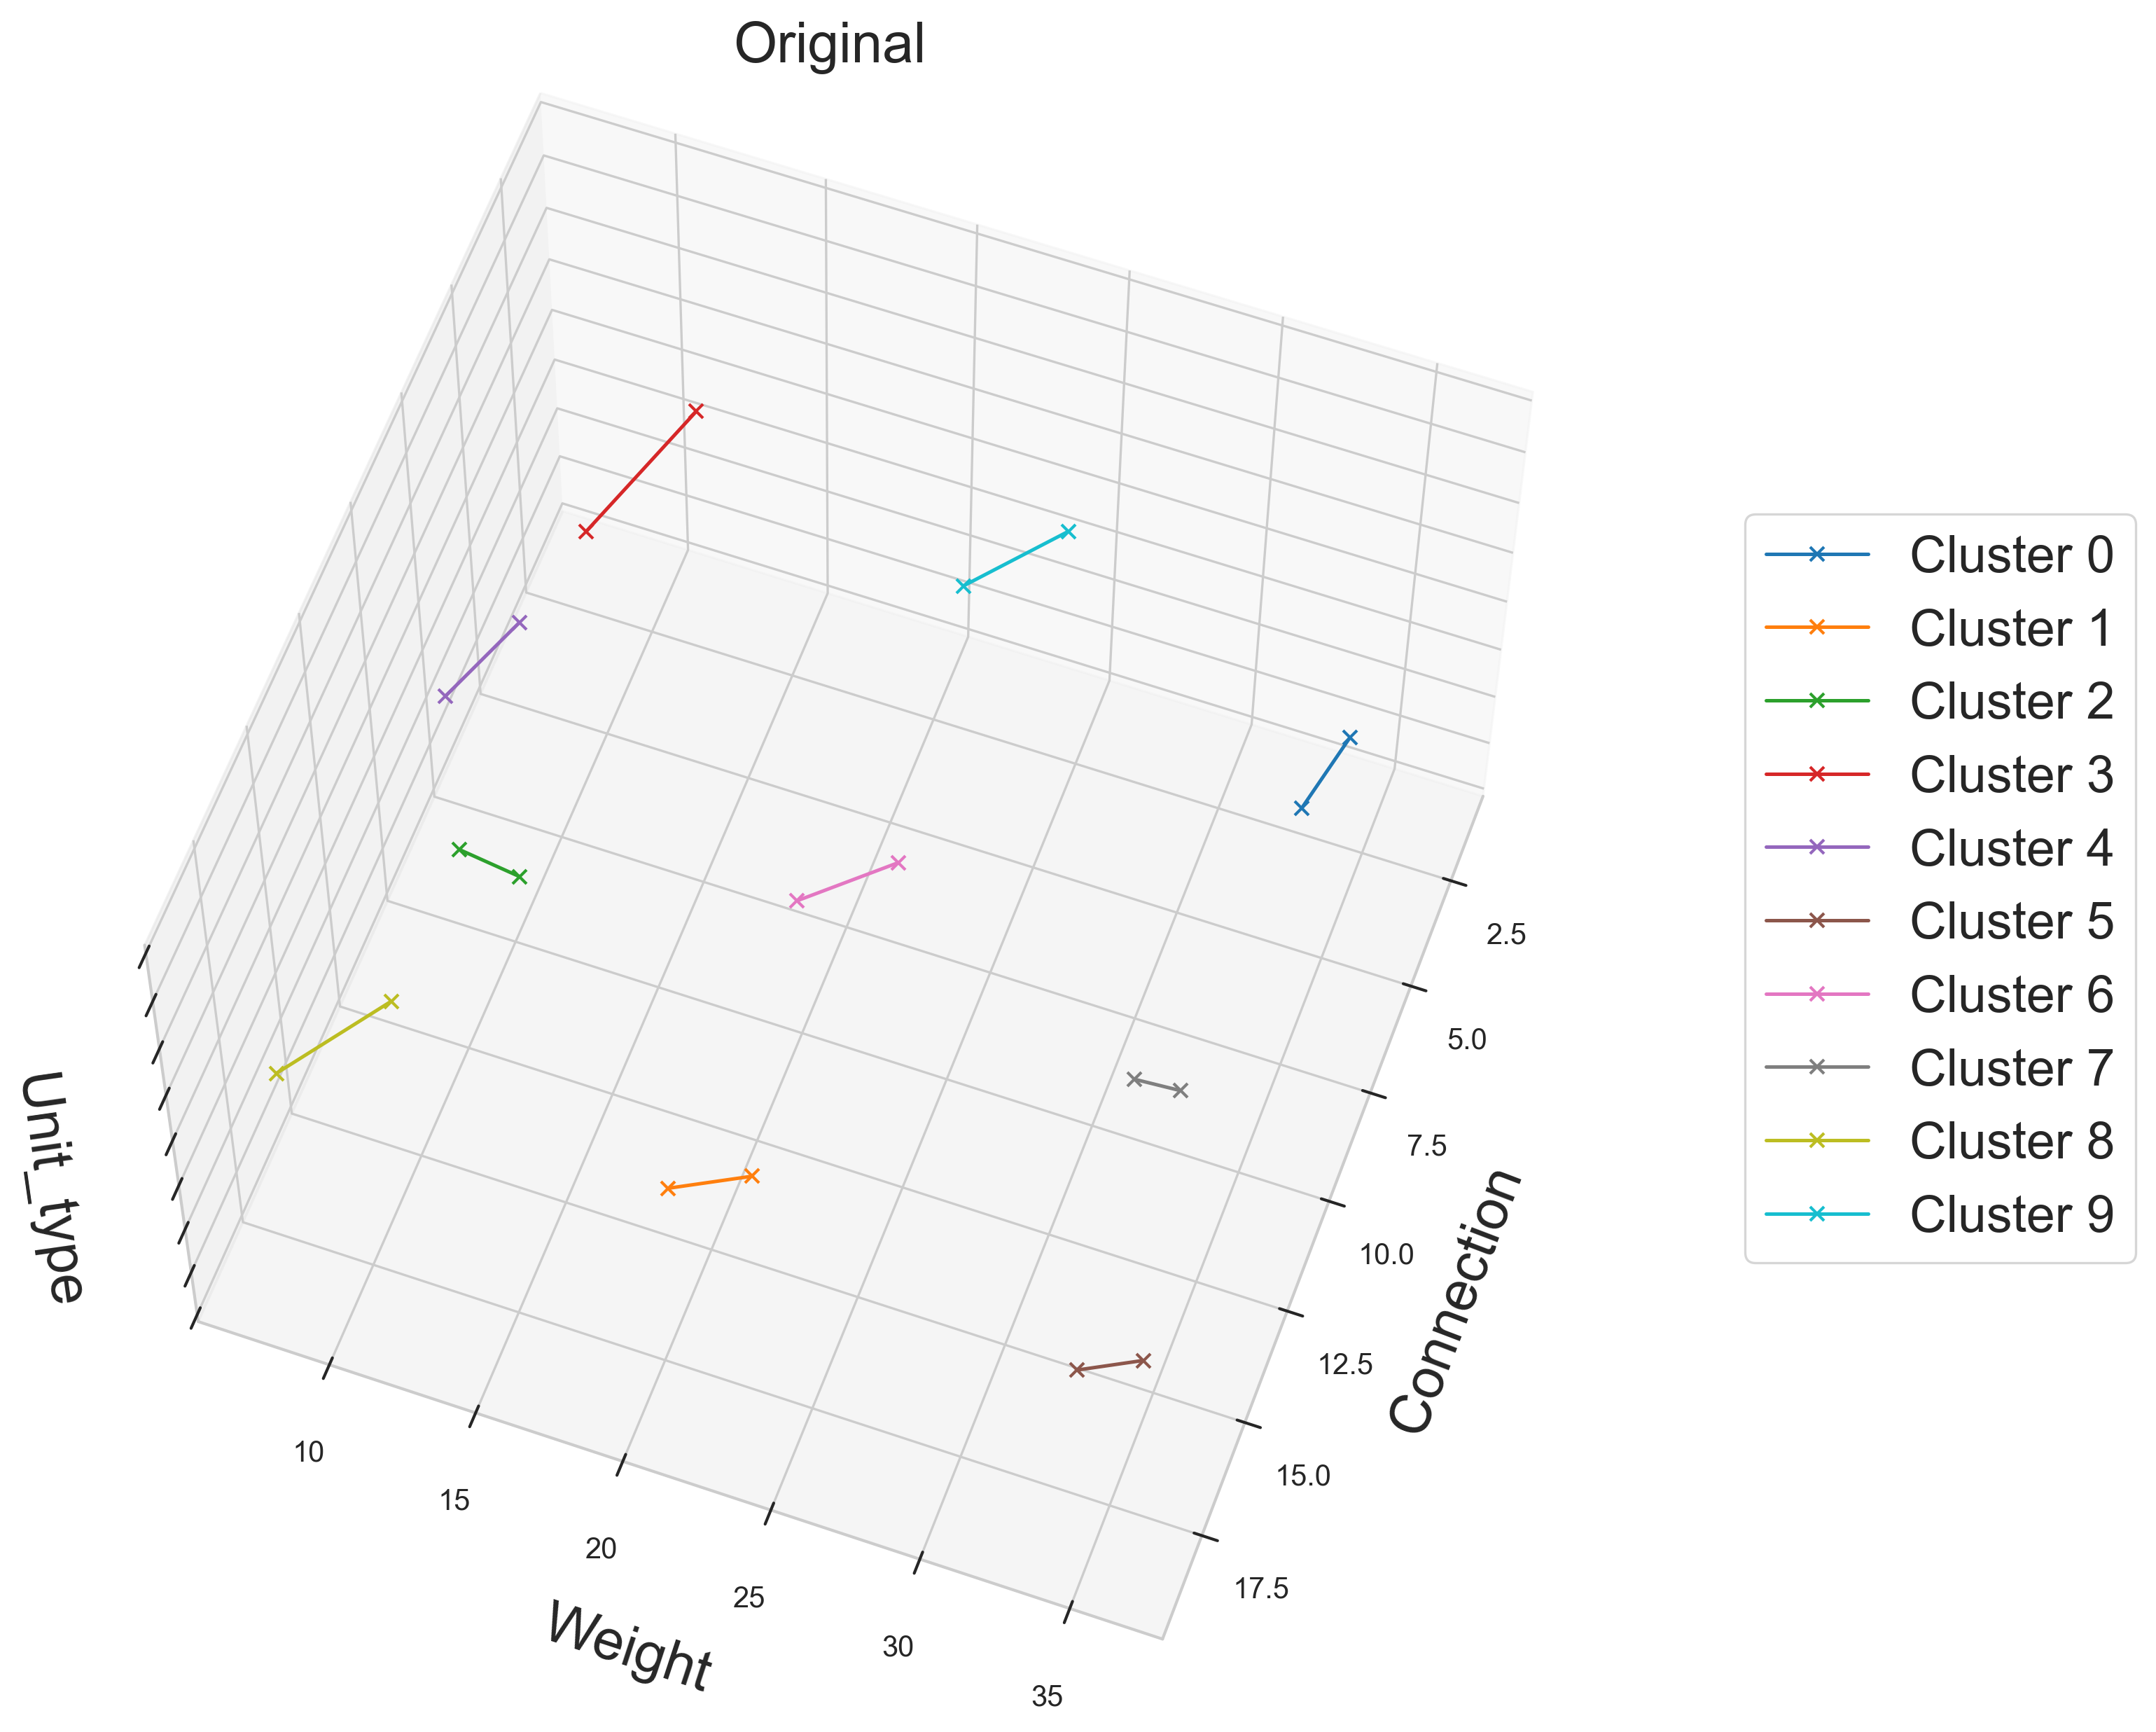 Original
Cluster 0
Cluster 1
Cluster 2
Cluster 3
Cluster 4
Cluster 5
Cluster 6
Cluster 7
Cluster 8
Cluster 9
2.5
5.0
7.5
10.0
12.5
15.0
17.5
Connection
10
15
20
25
30
35
Weight
Unit_type